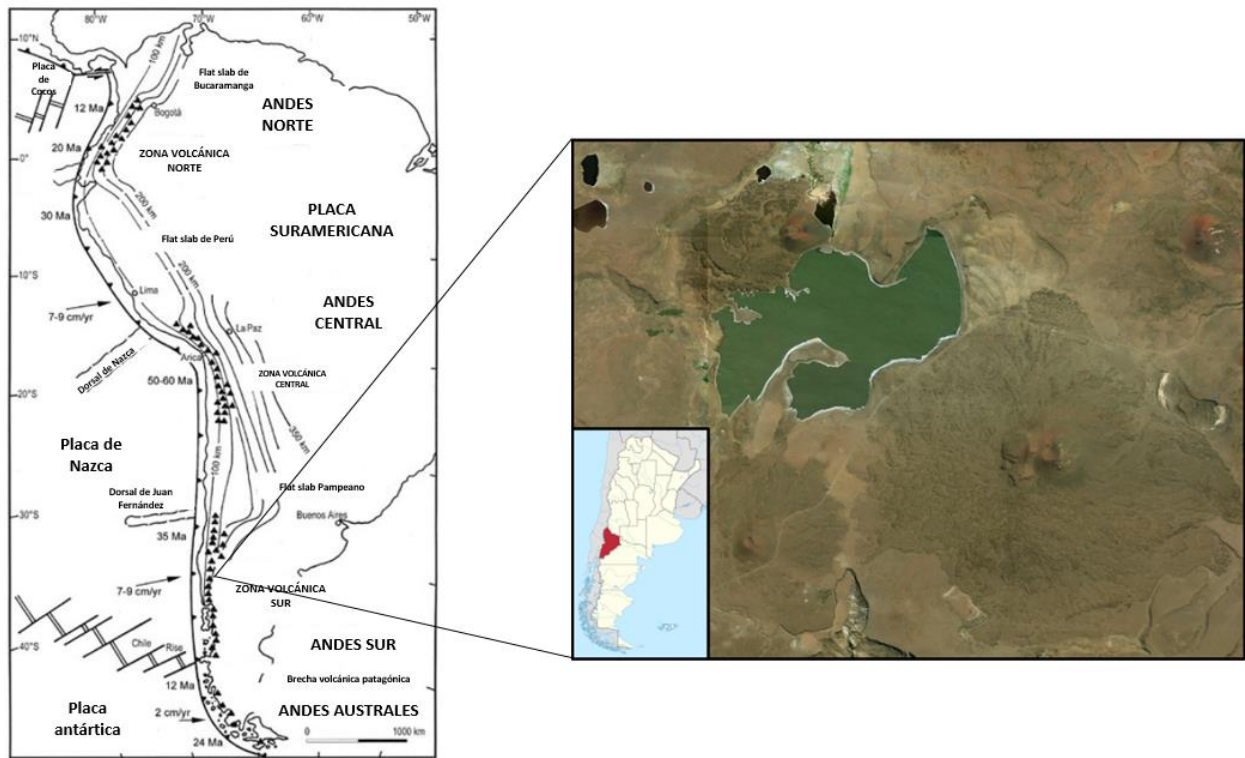 80°W
70°W
60°W
10°N
Placa
de
Cocos
100 km
Flat slab de
Bucaramanga
12 Ma
Bogotá
ANDES
NORTE
20 Ma
ZONA VOLCÁNICA
NORTE
0°
200 km
30 Ma
PLACA
SURAMERICANA
Flat slab de Perú
10°S
200 km
Lima
7-9 cm/yr
ANDES
CENTRAL
La Paz
Dorsal de Nazca
Arica
ZONA VOLCÁNICA
CENTRAL
50-60 Ma
20°S
350 km
Placa de
Nazca
100 km
Dorsal de Juan
Fernández
Flat slab Pampeano
30°S
Buenos Aires
35 Ma
7-9 cm/yr
ZONA VOLCÁNICA
SUR
Chile Rise
40°S
ANDES SUR
12 Ma
Brecha volcánica patagónica
Placa
antártica
2 cm/yr
ANDES AUSTRALES
0
1000 km
24 Ma